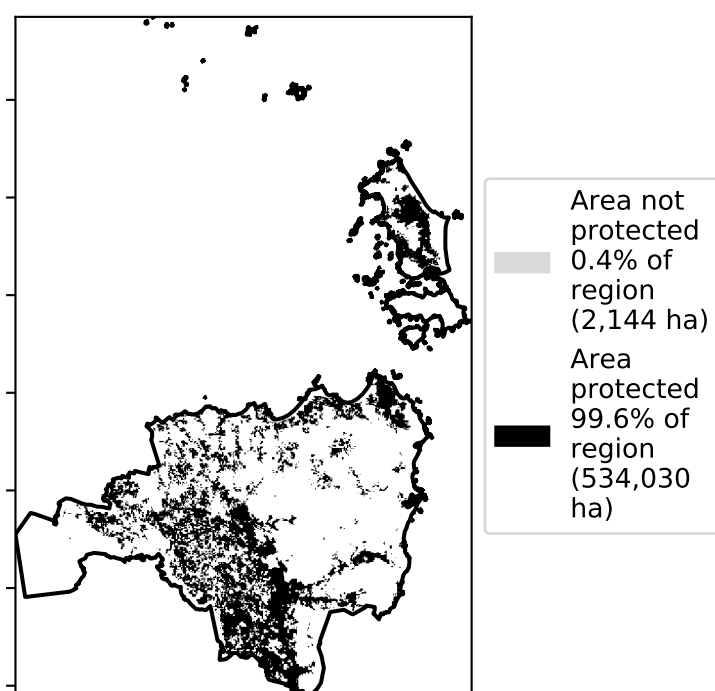 Area not
protected
0.4% of
region
(2,144 ha)
Area
protected
99.6% of
region
(534,030
ha)